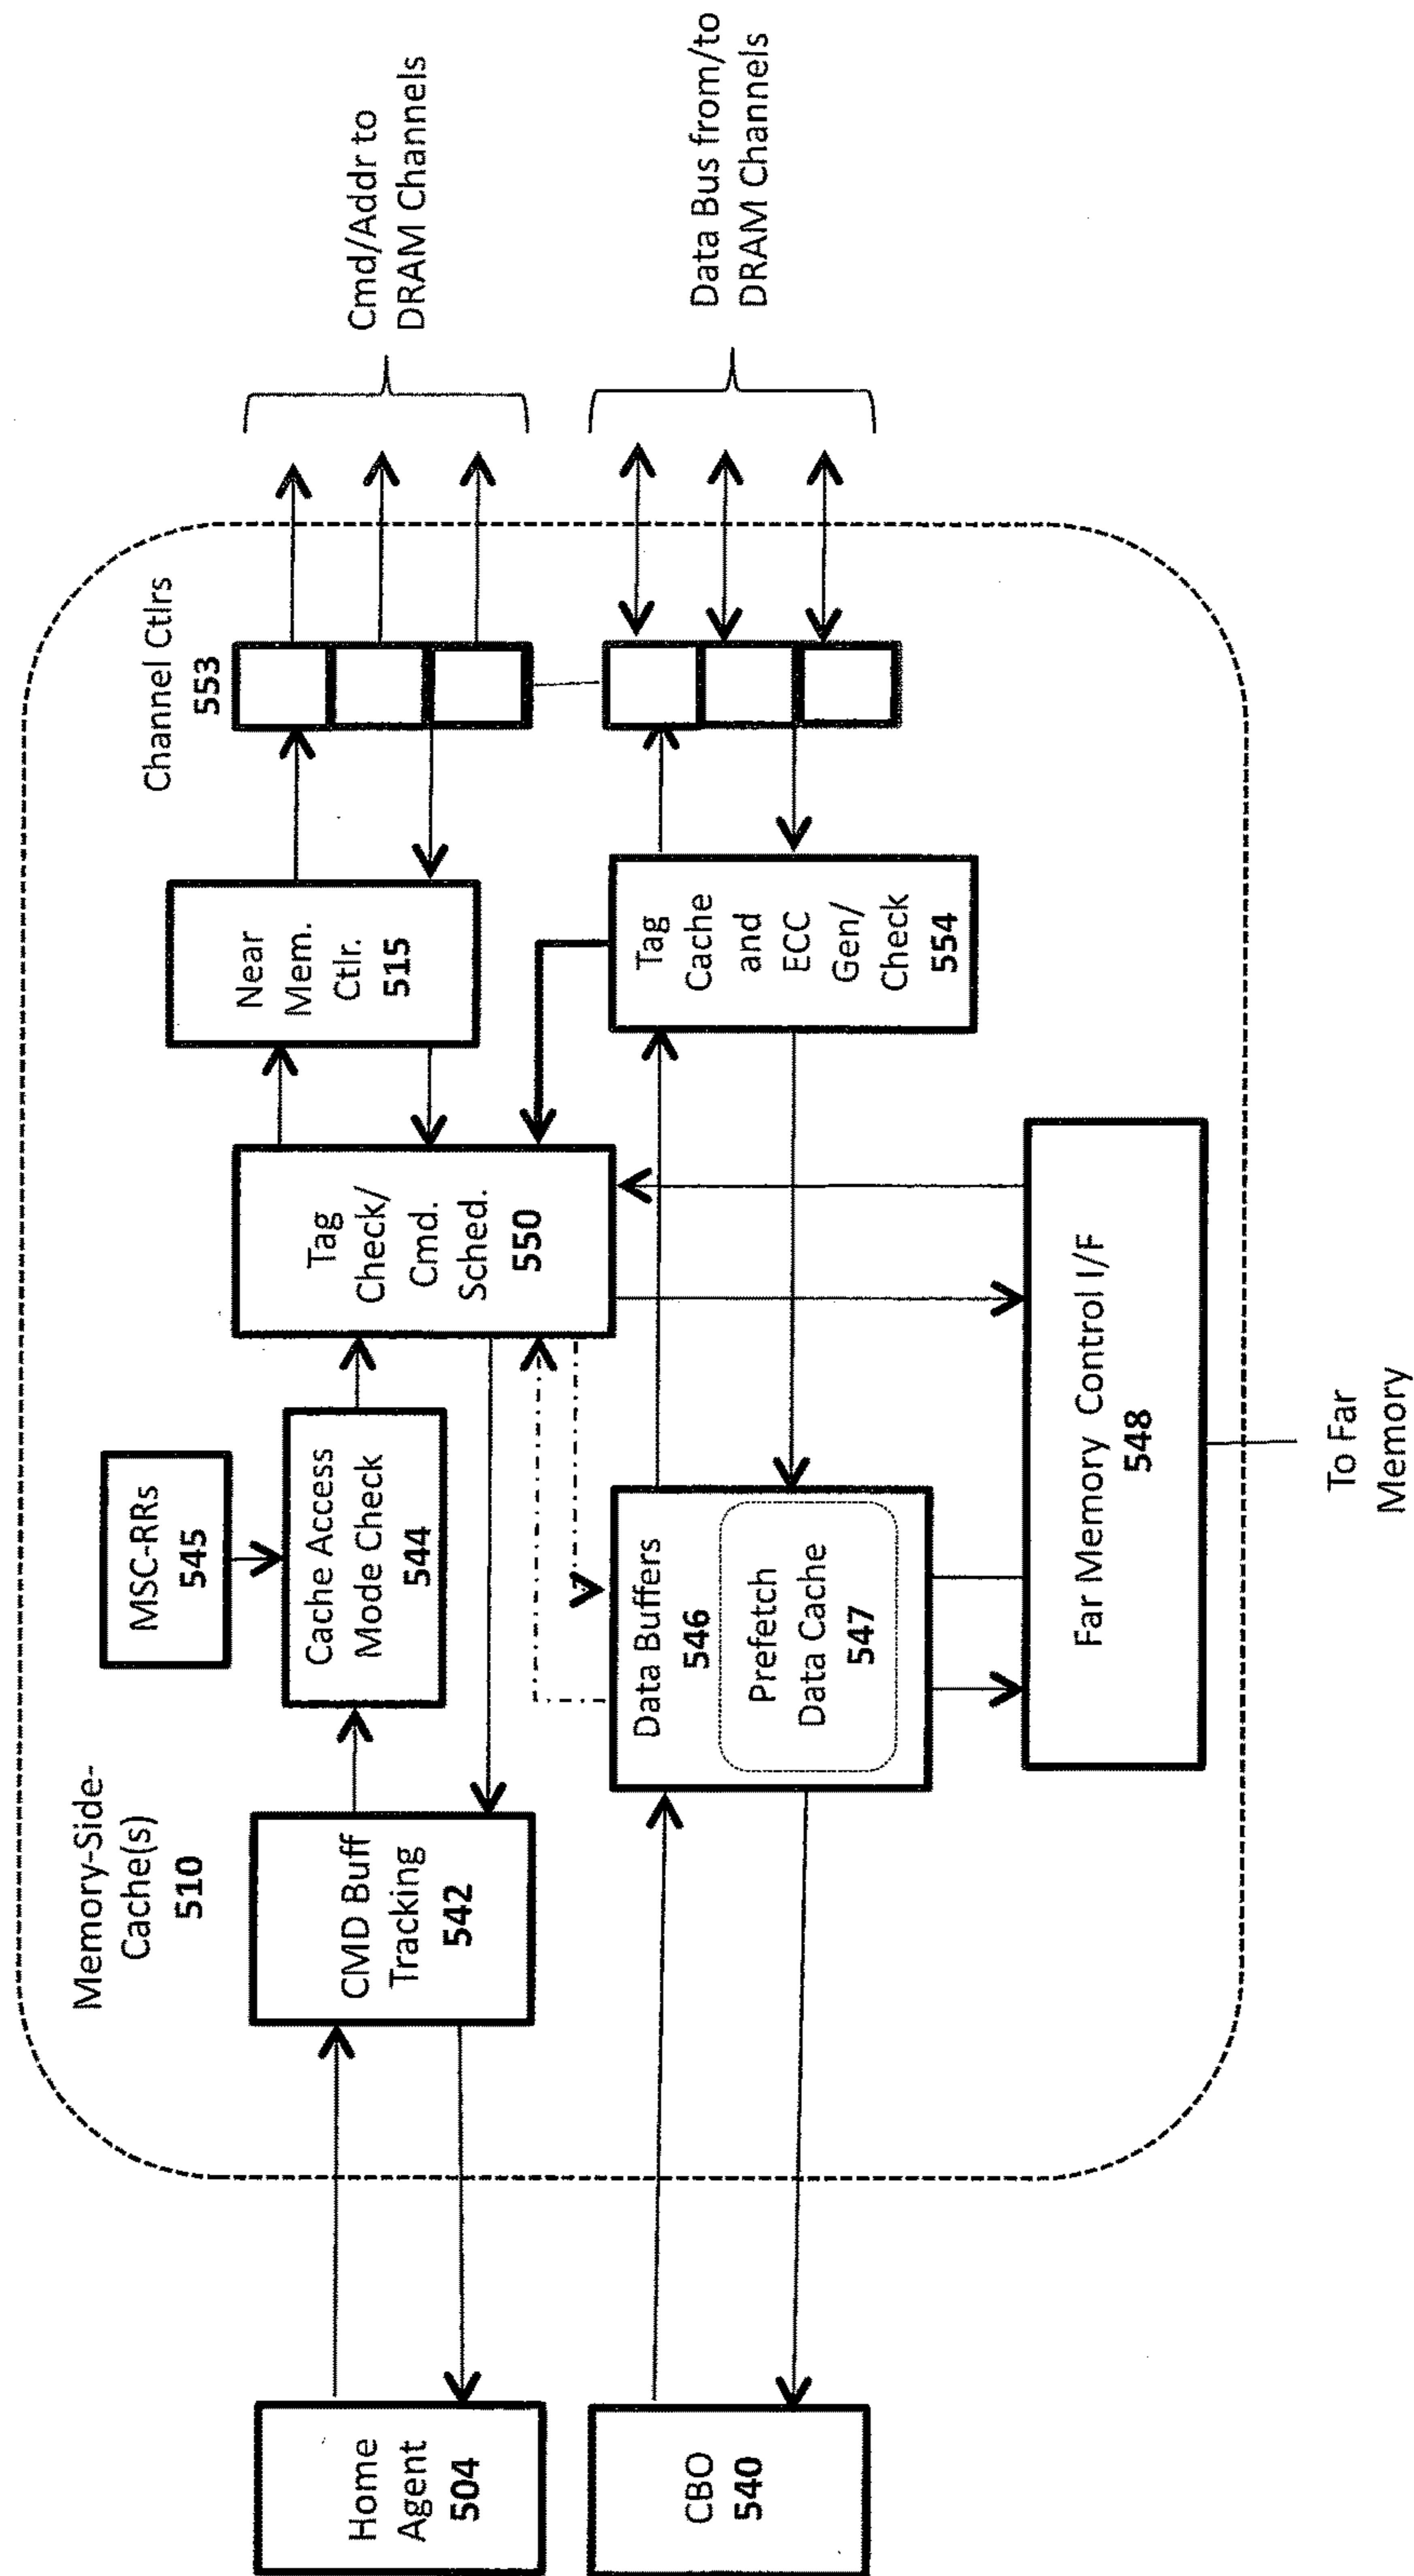 Memory-Side-
Cache(s)
510
MSC-RRs
545
Channel Ctlrs
553
Cmd/Addr to
DRAM Channels
Home
Agent
504
CMD Buff
Tracking
542
Cache Access
Mode Check
544
Tag
Check/
Cmd.
Sched.
550
Near
Mem.
Ctlr.
515
Data Bus from/to
DRAM Channels
CBO
540
Data Buffers
546
Prefetch
Data Cache
547
Tag
Cache
and
ECC
Gen/
Check
554
Far Memory Control I/F
548
To Far
Memory